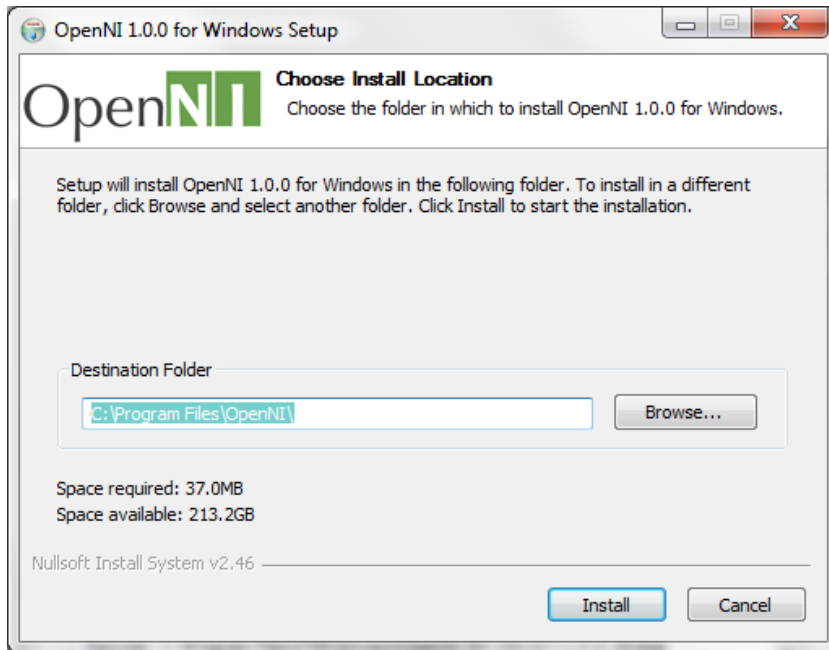 OpenNI 1.0.0 for Windows Setup
OpenNI
Choose Install Location
Choose the folder in which to install OpenNI 1.0.0 for Windows.
Setup will install OpenNI 1.0.0 for Windows in the following folder. To install in a different
folder, click Browse and select another folder. Click Install to start the installation.
Destination Folder
C:\Program Files\OpenNI\
Browse...
Space required: 37.0MB
Space available: 213.2GB
Nullsoft Install System v2.46
Install
Cancel